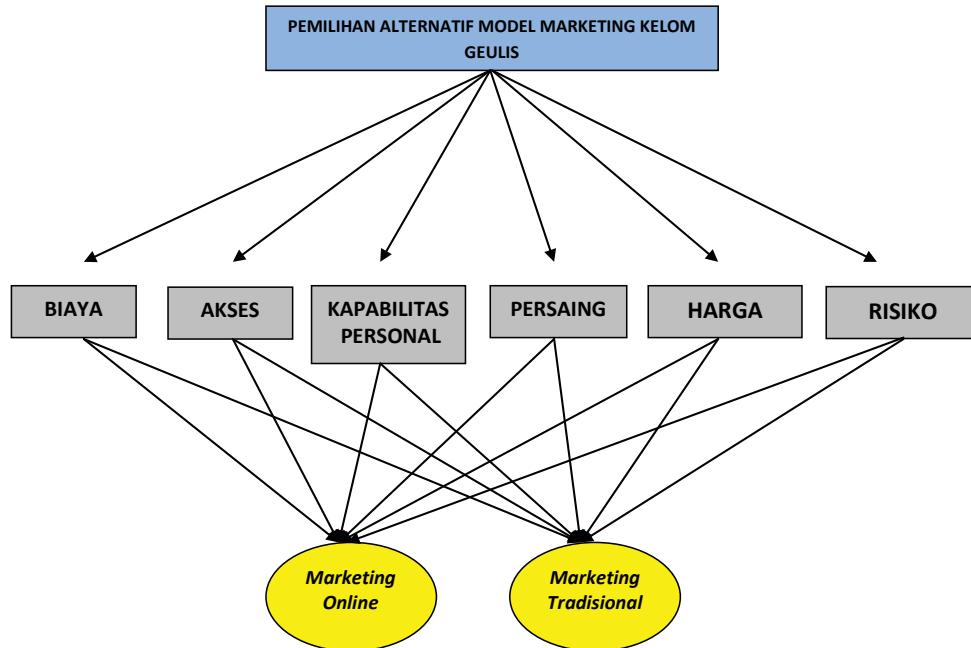 PEMILIHAN ALTERNATIF MODEL MARKETING KELOM
GEULIS
BIAYA
AKSES
KAPABILITAS
PERSONAL
PERSAING
HARGA
RISIKO
Marketing
Online
Marketing
Tradisional